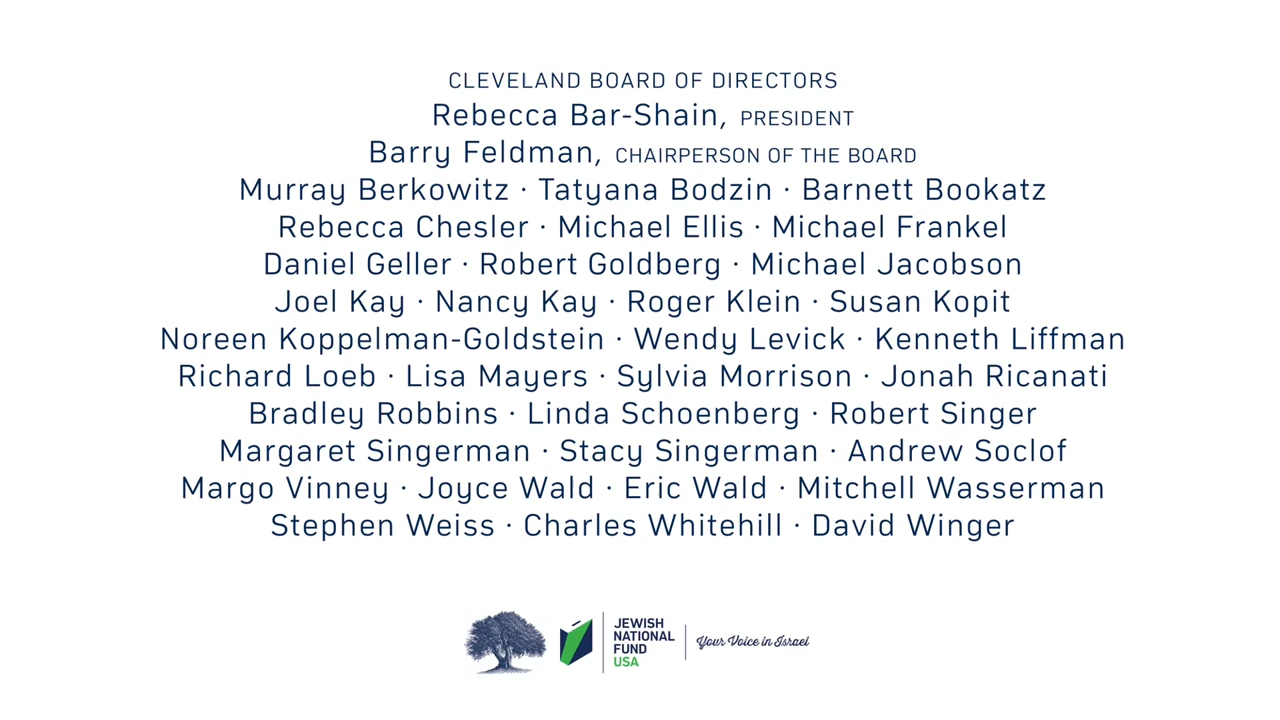 CLEVELAND BOARD OF DIRECTORS
Rebecca Bar-Shain, PRESIDENT
Barry Feldman, CHAIRPERSON OF THE BOARD
Murray Berkowitz · Tatyana Bodzin · Barnett Bookatz
Rebecca Chesler · Michael Ellis · Michael Frankel
Daniel Geller · Robert Goldberg · Michael Jacobson
Joel Kay · Nancy Kay · Roger Klein · Susan Kopit
Noreen Koppelman-Goldstein · Wendy Levick · Kenneth Liffman
Richard Loeb · Lisa Mayers · Sylvia Morrison · Jonah Ricanati
Bradley Robbins · Linda Schoenberg · Robert Singer
Margaret Singerman · Stacy Singerman · Andrew Soclof
Margo Vinney · Joyce Wald · Eric Wald · Mitchell Wasserman
Stephen Weiss · Charles Whitehill · David Winger
JEWISH
NATIONAL
FUND
USA
Your Voice in Israel